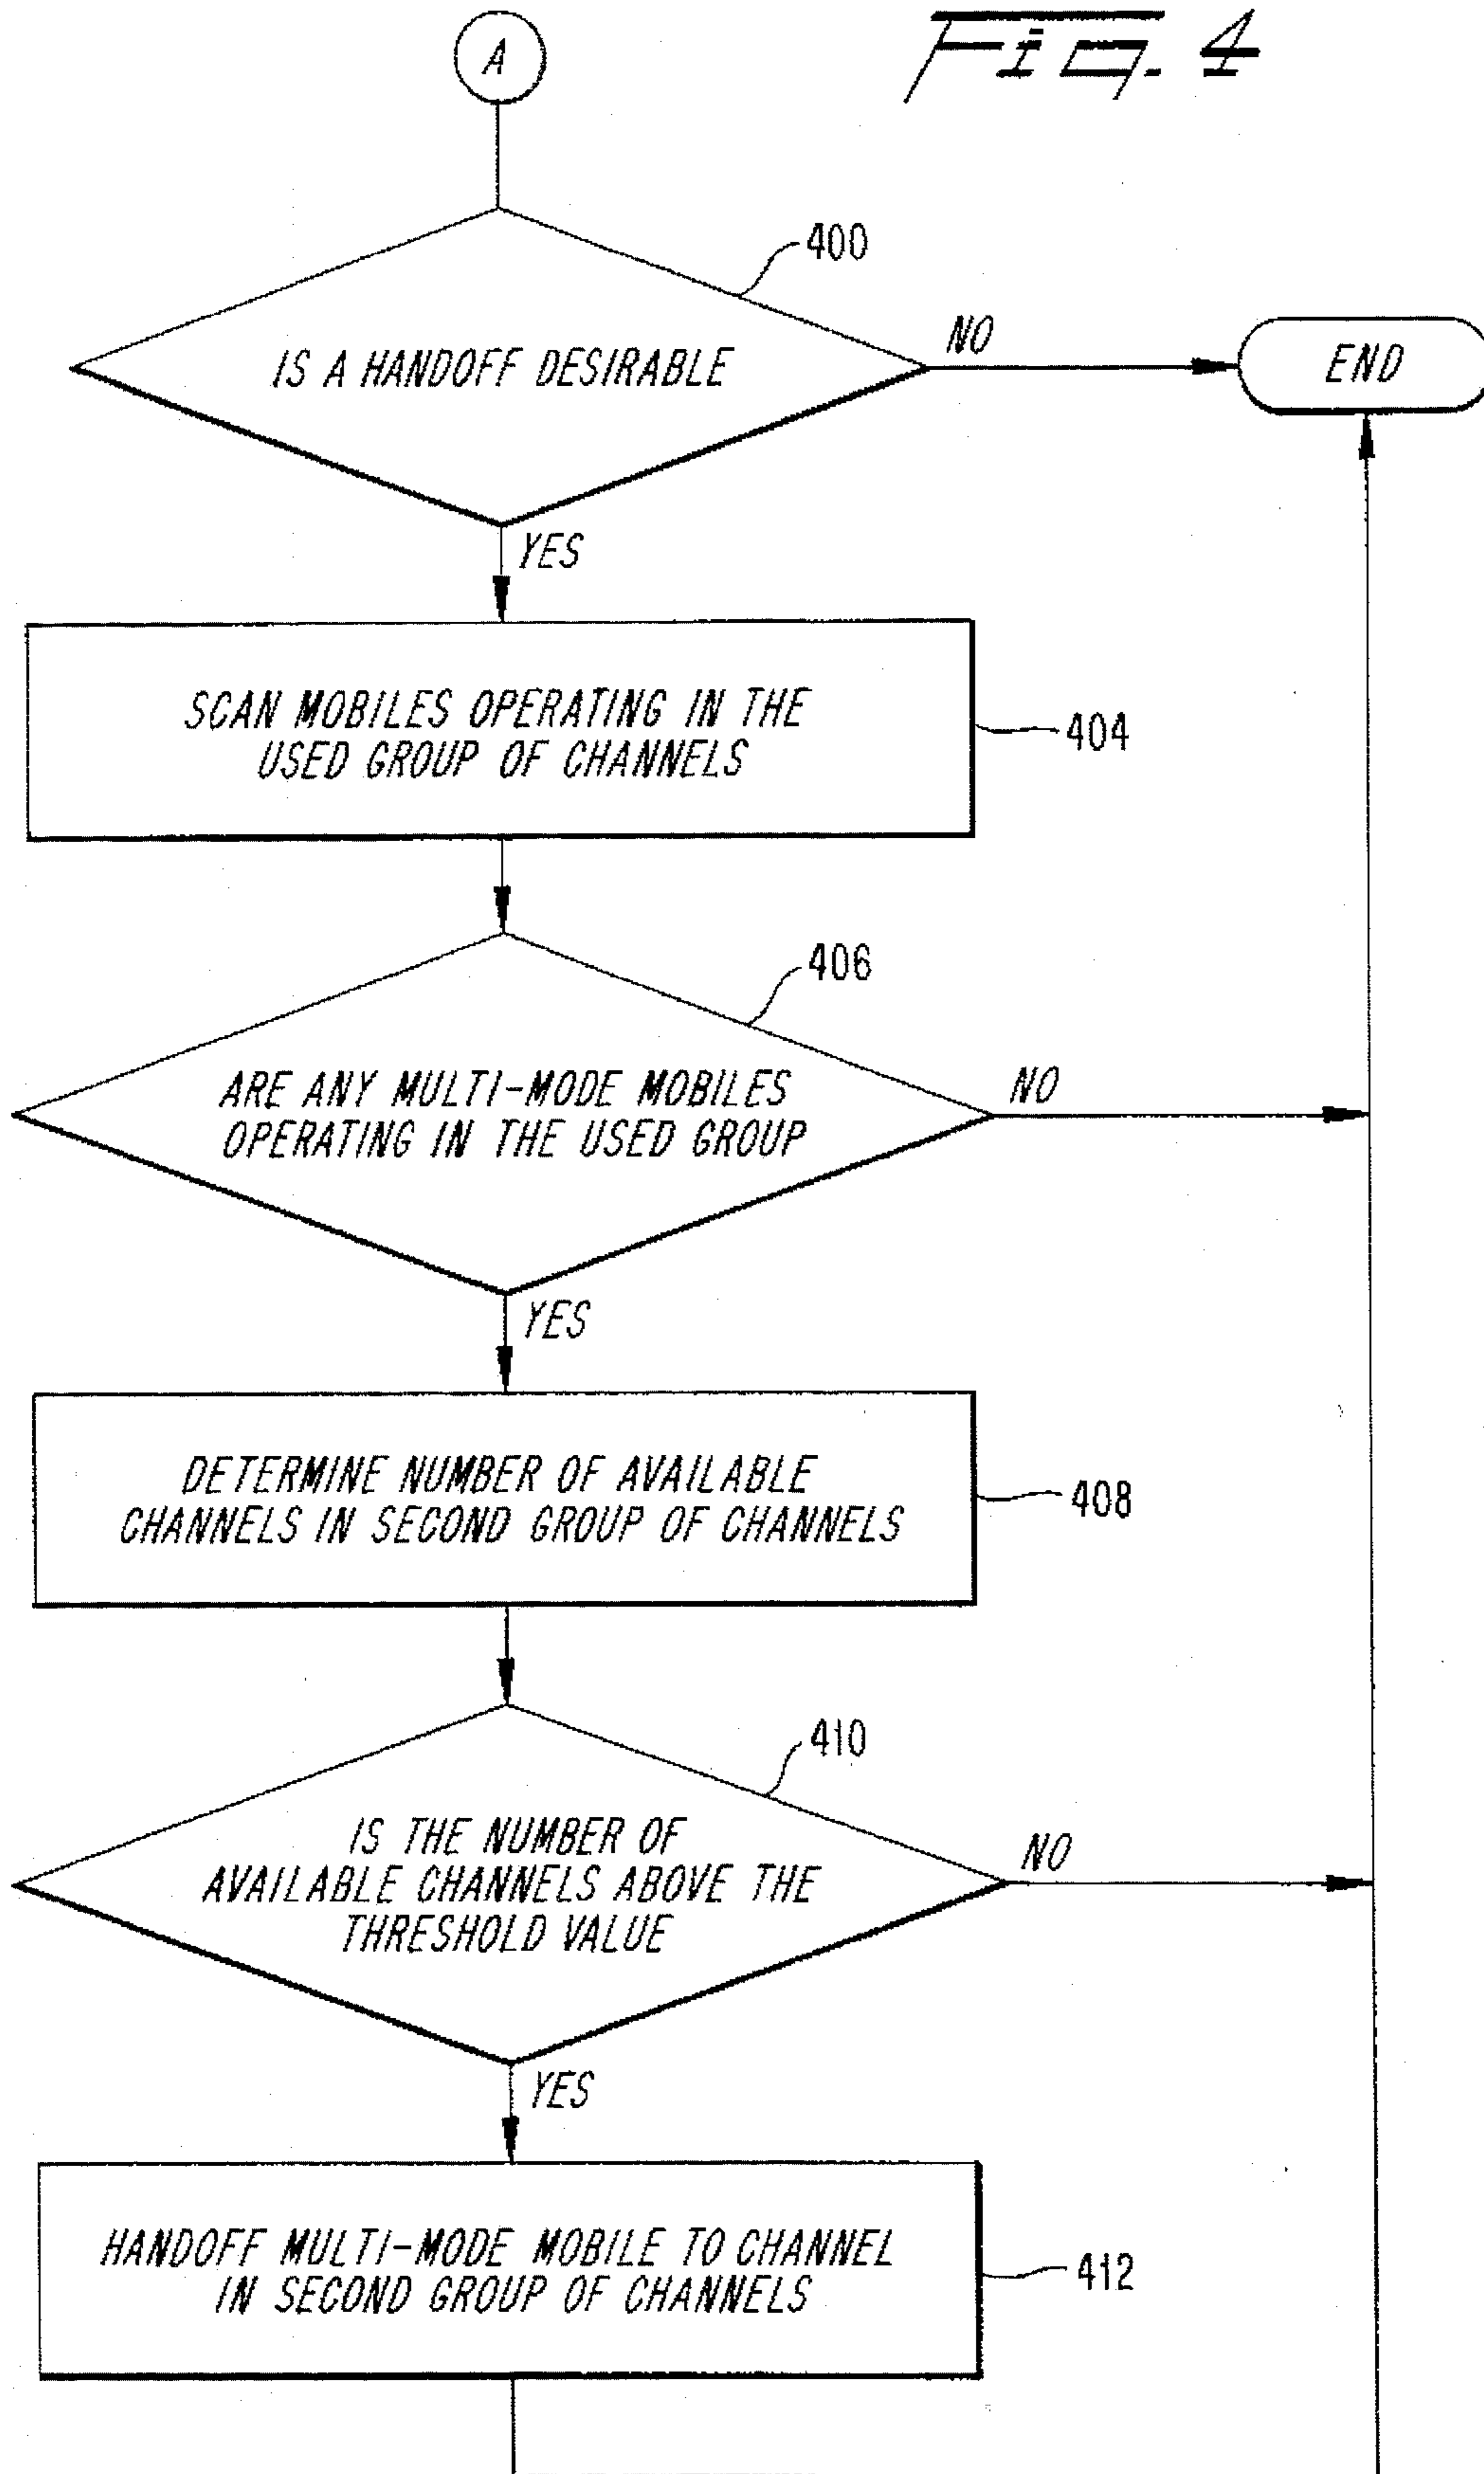 FIG. 4
A
400
IS A HANDOFF DESIRABLE
NO
END
YES
SCAN MOBILES OPERATING IN THE
USED GROUP OF CHANNELS
404
406
ARE ANY MULTI-MODE MOBILES
OPERATING IN THE USED GROUP
NO
YES
DETERMINE NUMBER OF AVAILABLE
CHANNELS IN SECOND GROUP OF CHANNELS
408
410
IS THE NUMBER OF
AVAILABLE CHANNELS ABOVE THE
THRESHOLD VALUE
NO
YES
HANDOFF MULTI-MODE MOBILE TO CHANNEL
IN SECOND GROUP OF CHANNELS
412